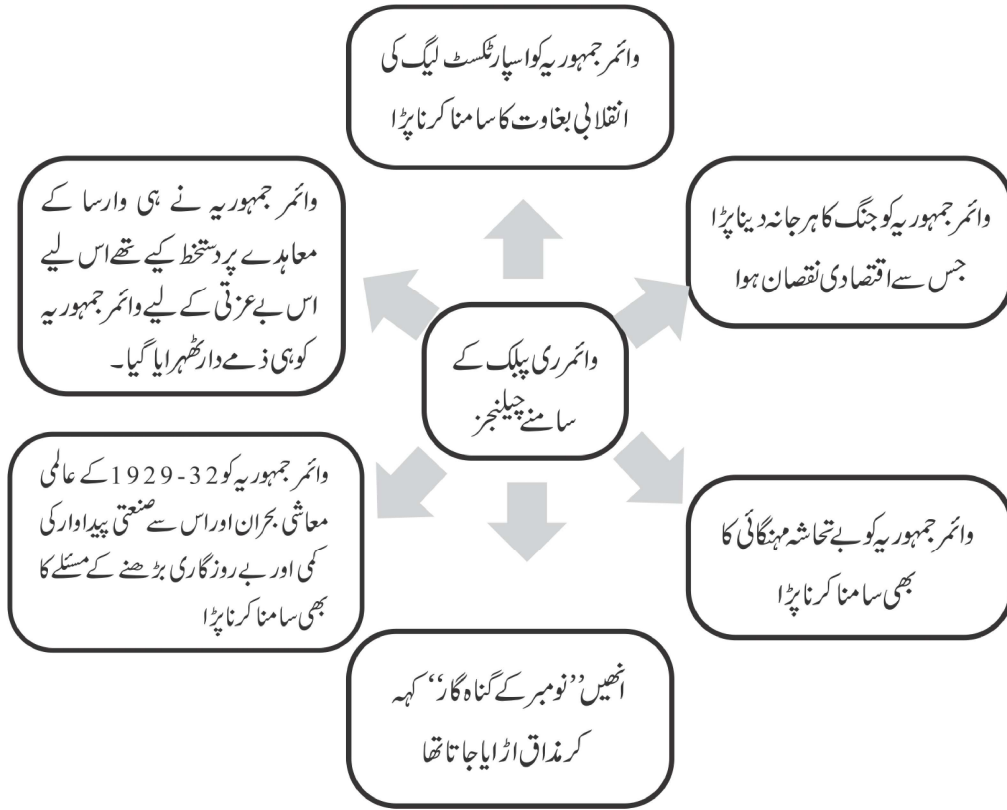 وائمر جمہوریہ کو اسپارٹکسٹ لیگ کی
انقلابی بغاوت کا سامنا کرنا پڑا
وائمر جمہوریہ کو جنگ کا ہرجانہ دینا پڑا
جس سے اقتصادی نقصان ہوا
وائمر جمہوریہ نے ہی وارسا کے
معاہدے پر دستخط کیے تھے اس لیے
اس بے عزتی کے لیے وائمر جمہوریہ
کو ہی ذمے دار ٹھہرایا گیا۔
وائمر ری پبلک کے
سامنے چیلنجز
وائمر جمہوریہ کو بے تحاشہ مہنگائی کا
بھی سامنا کرنا پڑا
وائمر جمہوریہ کو 32-1929 کے عالمی
معاشی بحران اور اس سے صنعتی پیداوار کی
کمی اور بے روزگاری بڑھنے کے مسئلے کا
بھی سامنا کرنا پڑا
انھیں ’’نومبر کے گناہ گار‘‘ کہہ
کر مذاق اڑایا جاتا تھا